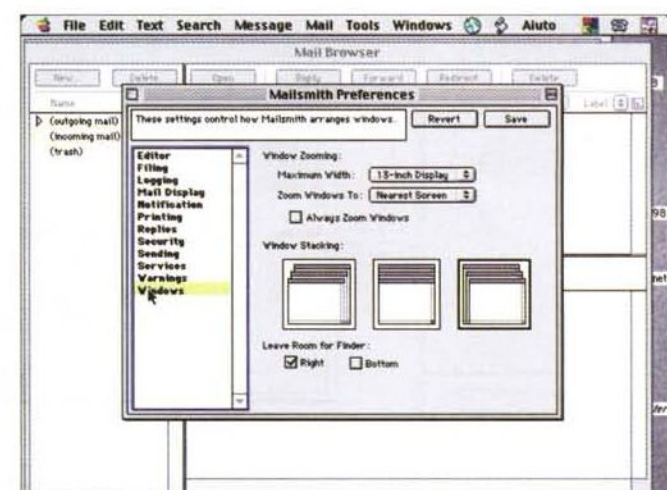 File Edit Text Search Message Mail Tools Windows Aiuto
Mail Browser
New... Delete Open Reply Forward Redirect Delete
Name Label
(outgoing mail)
(incoming mail)
(trash)
Mailsmith Preferences
These settings control how Mailsmith arranges windows.
Revert Save
Editor
Filing
Logging
Mail Display
Notification
Printing
Replies
Security
Sending
Services
Warnings
Windows
Window Zooming:
Maximum Width: 13-inch Display
Zoom Windows To: Nearest Screen
Always Zoom Windows
Window Stacking:
Leave Room for Finder:
Right Bottom
98
net